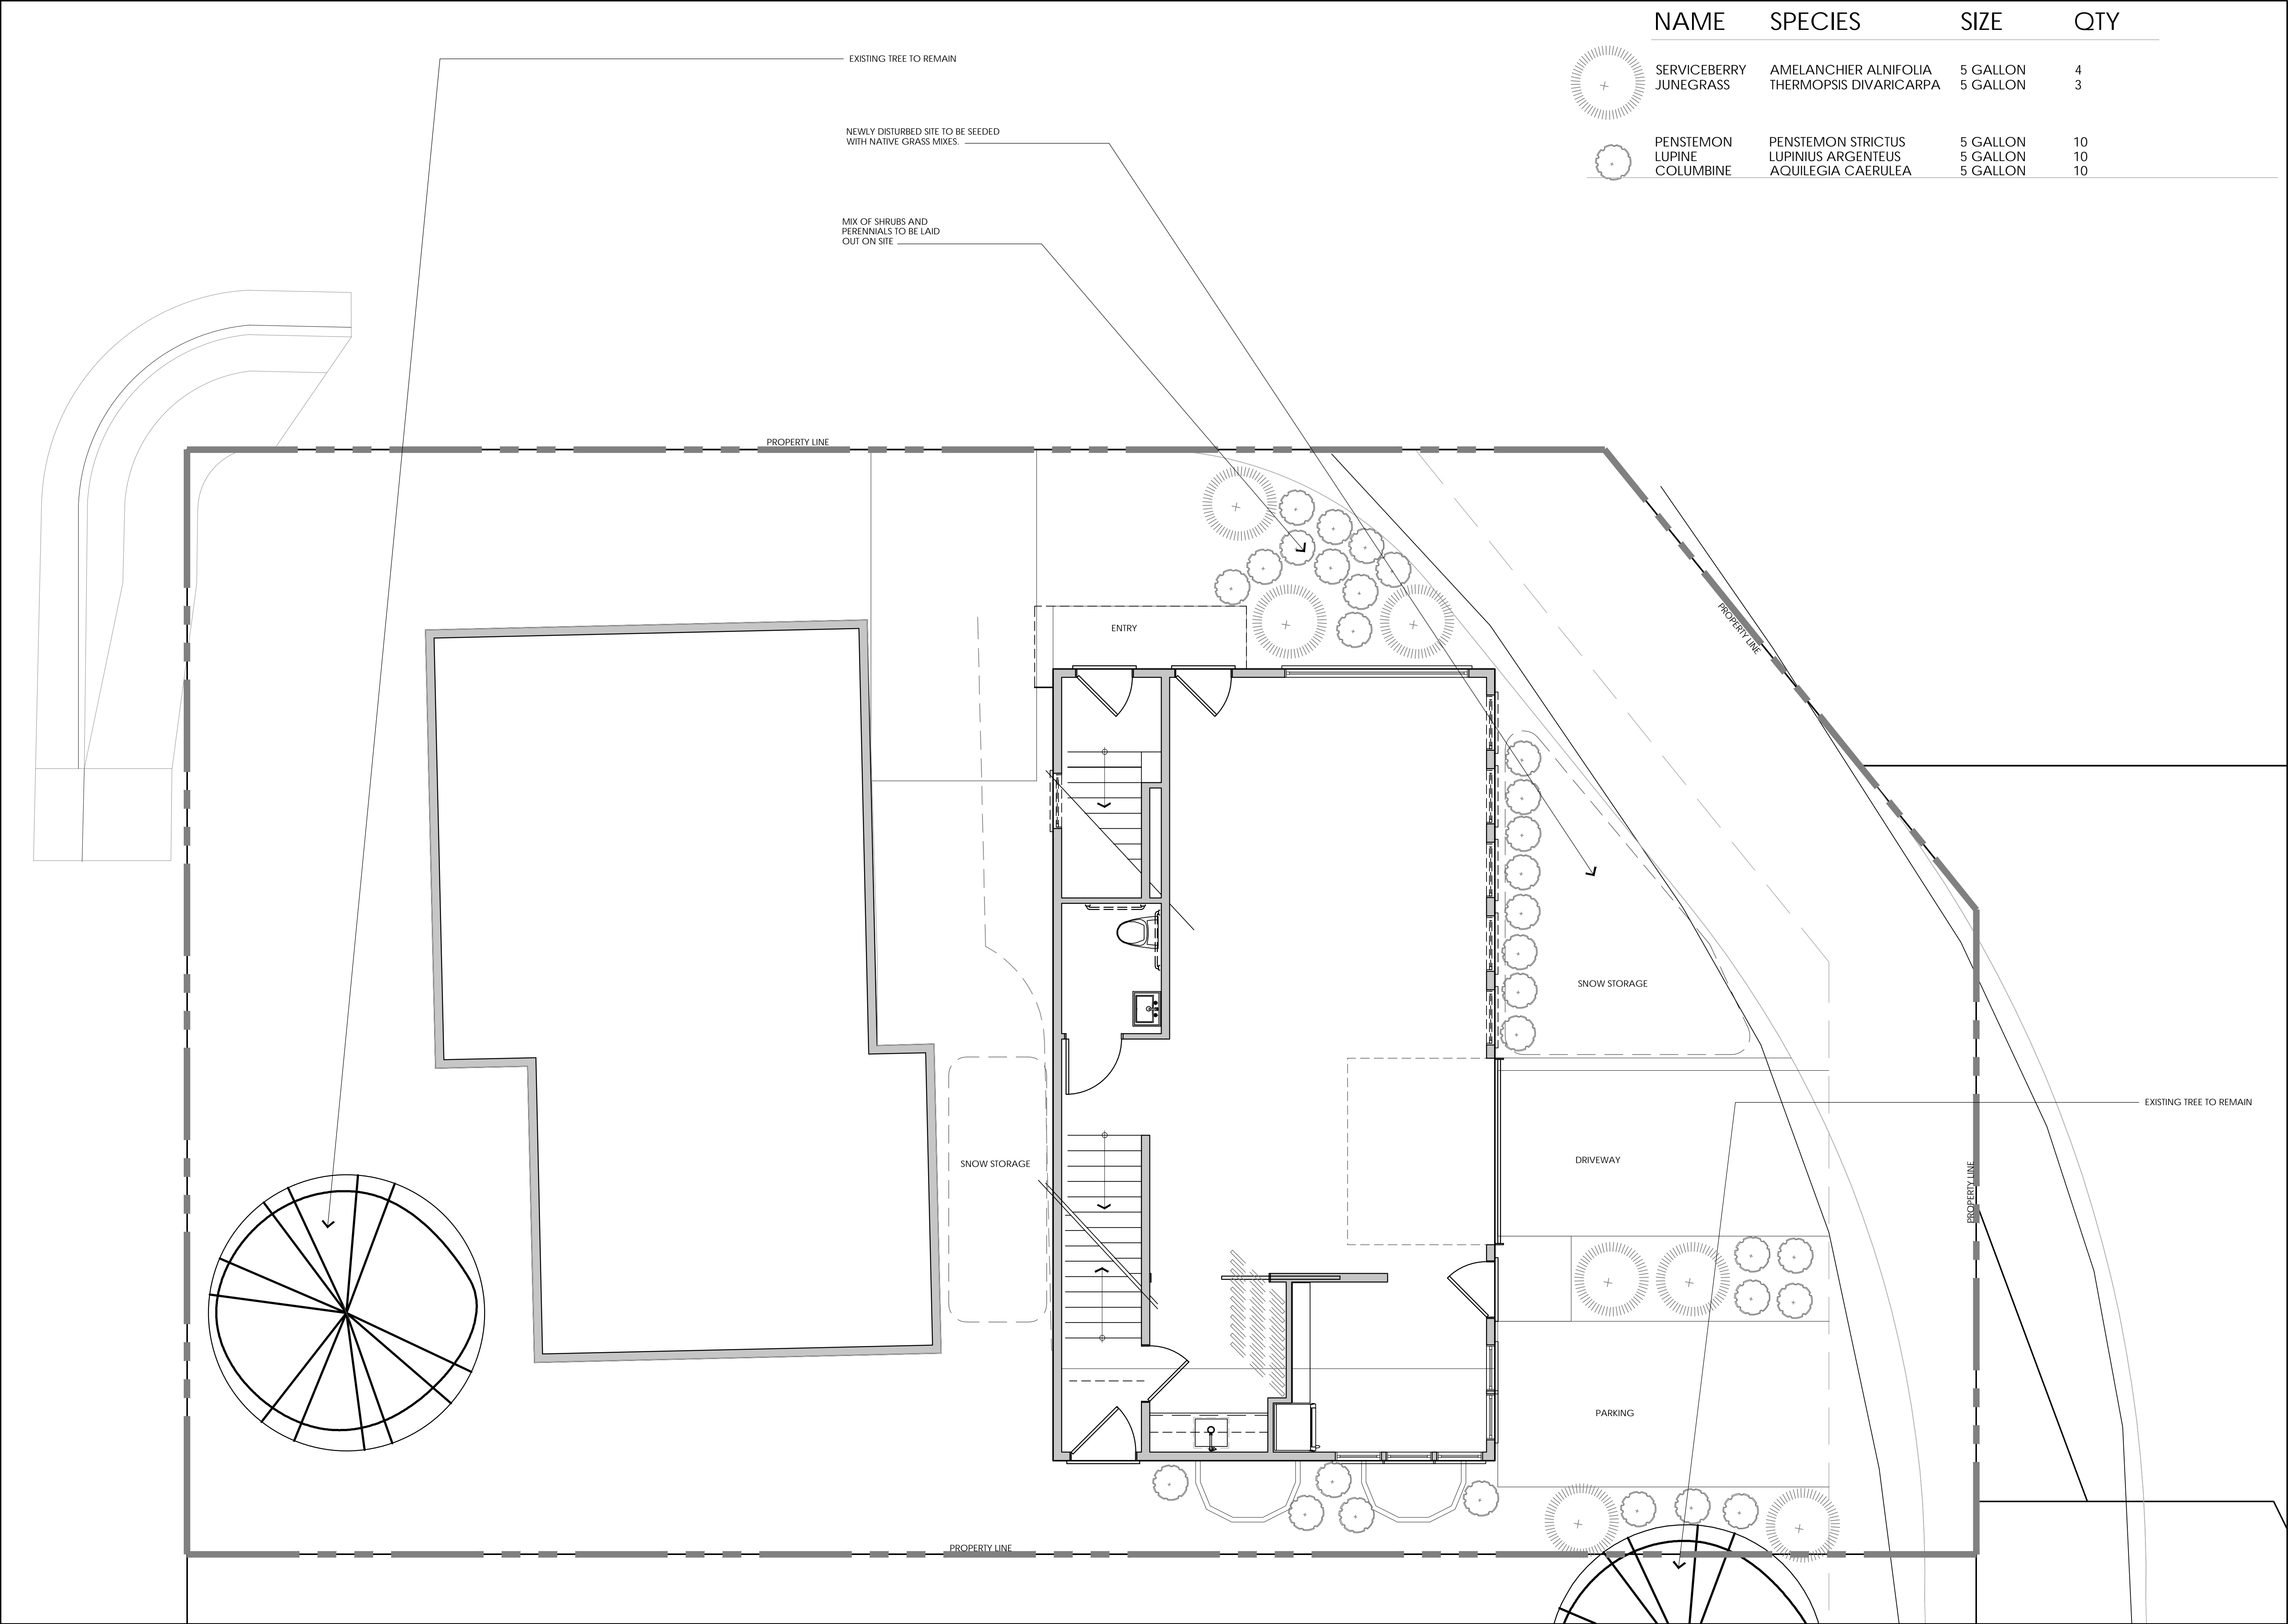 NAME SPECIES SIZE QTY
SERVICEBERRY AMELANCHIER ALNIFOLIA 5 GALLON 4
JUNEGRASS THERMOPSIS DIVARICARPA 5 GALLON 3
PENSTEMON PENSTEMON STRICTUS 5 GALLON 10
LUPINE LUPINIUS ARGENTEUS 5 GALLON 10
COLUMBINE AQUILEGIA CAERULEA 5 GALLON 10
EXISTING TREE TO REMAIN
NEWLY DISTURBED SITE TO BE SEEDED
WITH NATIVE GRASS MIXES.
MIX OF SHRUBS AND
PERENNIALS TO BE LAID
OUT ON SITE
PROPERTY LINE
PROPERTY LINE
ENTRY
SNOW STORAGE
EXISTING TREE TO REMAIN
SNOW STORAGE
DRIVEWAY
PROPERTY LINE
PARKING
PROPERTY LINE